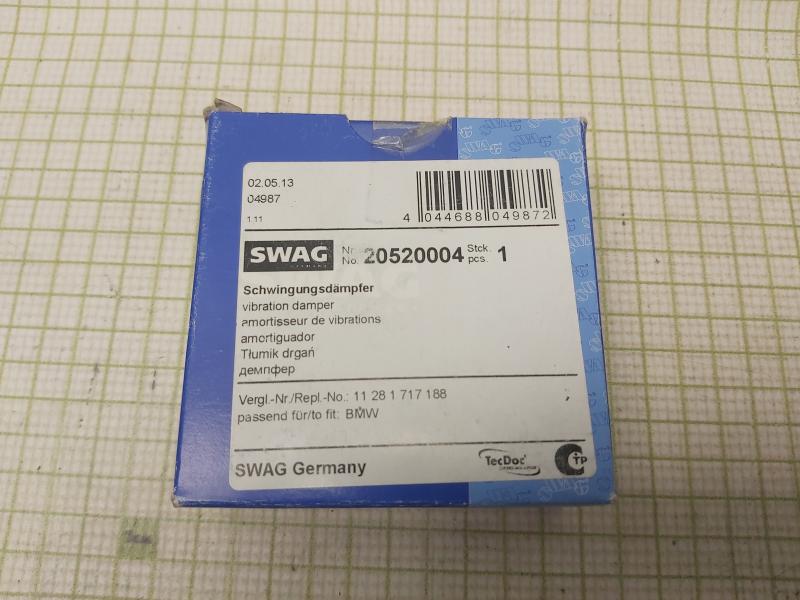 02.05.13
04987
1.11
4 044688 049872
SWAG
GERMANY
Nr. Stck.
No. 20520004 pcs. 1
Schwingungsdämpfer
vibration damper
amortisseur de vibrations
amortiguador
Tłumik drgań
демпфер
Vergl.-Nr./Repl.-No.: 11 28 1 717 188
passend für/to fit: BMW
SWAG Germany
TecDoc
CTP